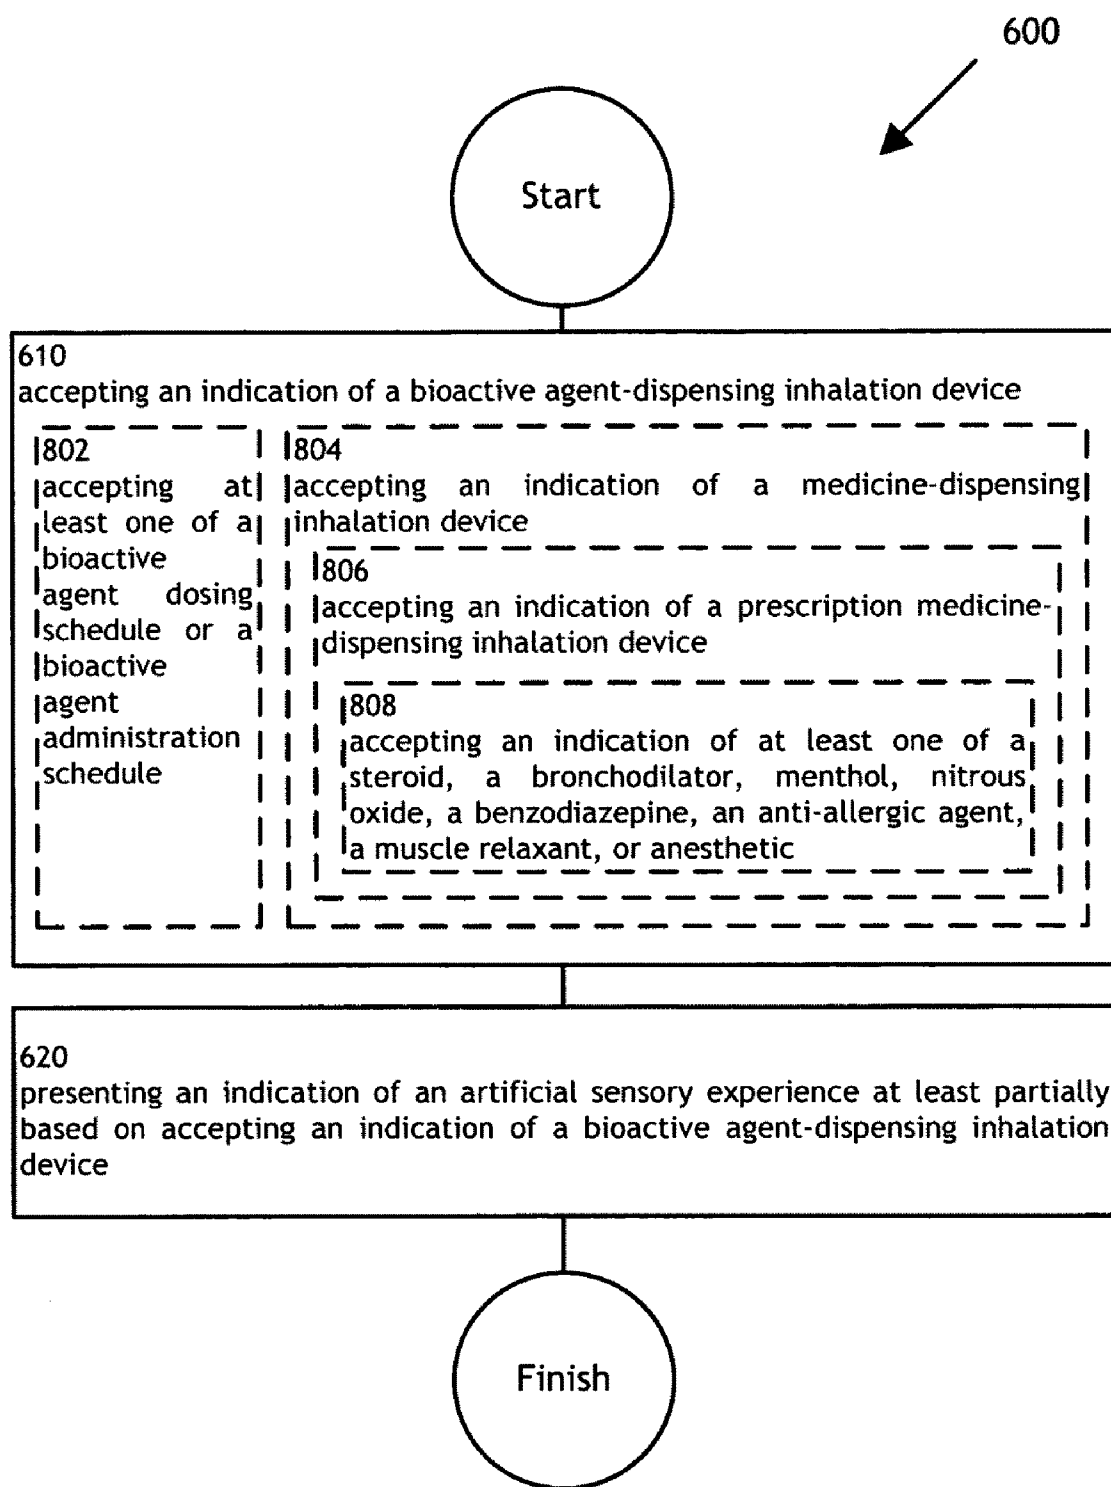 600
Start
610
accepting an indication of a bioactive agent-dispensing inhalation device
802
accepting at
least one of a
bioactive
agent dosing
schedule or a
bioactive
agent
administration
schedule
804
accepting an indication of a medicine-dispensing
inhalation device
806
accepting an indication of a prescription medicine-
dispensing inhalation device
808
accepting an indication of at least one of a
steroid, a bronchodilator, menthol, nitrous
oxide, a benzodiazepine, an anti-allergic agent,
a muscle relaxant, or anesthetic
620
presenting an indication of an artificial sensory experience at least partially
based on accepting an indication of a bioactive agent-dispensing inhalation
device
Finish